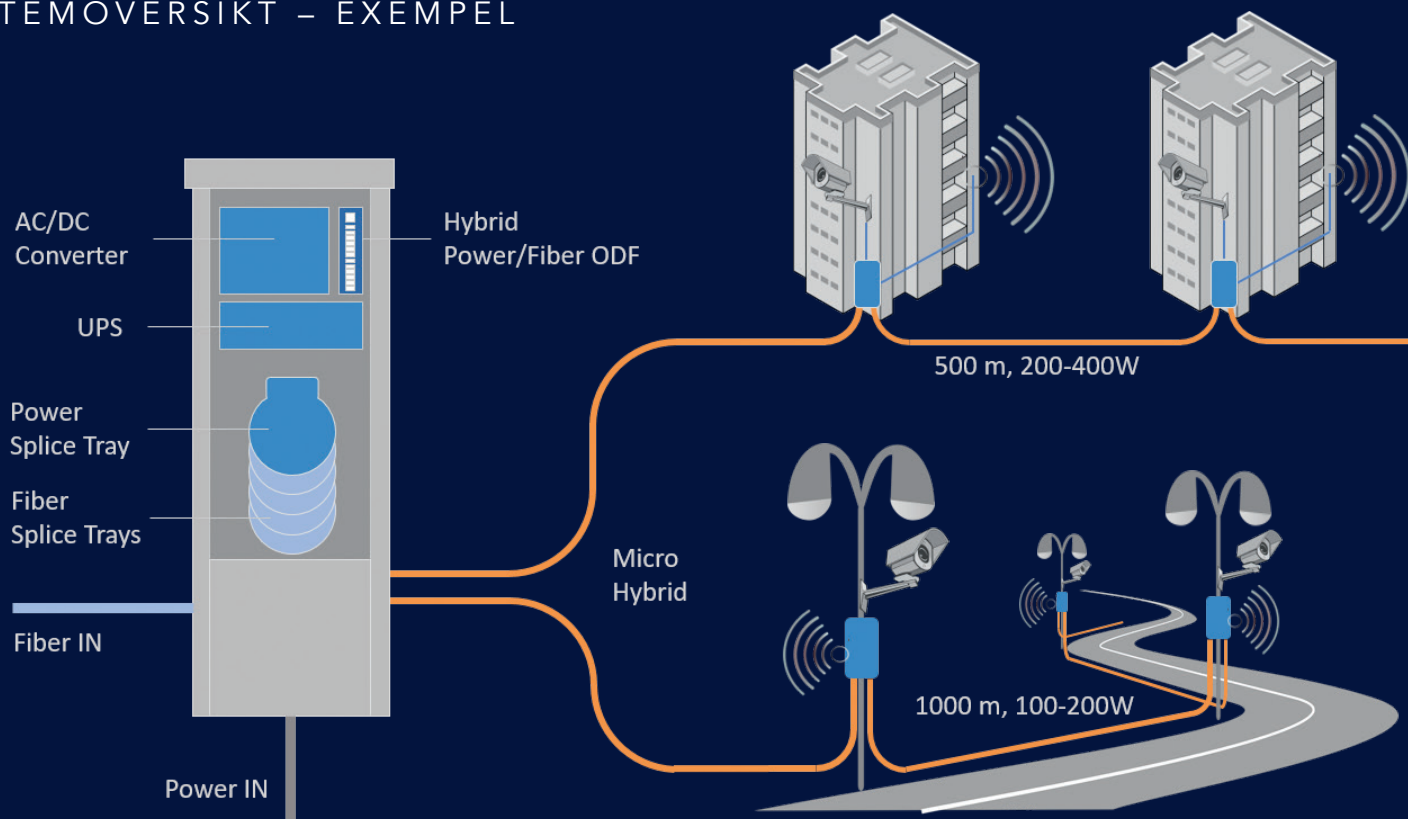 TEMÖVERSIKT – EXEMPEL
AC/DC
Converter
Hybrid
Power/Fiber ODF
UPS
Power
Splice Tray
Fiber
Splice Trays
Fiber IN
Power IN
Micro
Hybrid
500 m, 200-400W
1000 m, 100-200W